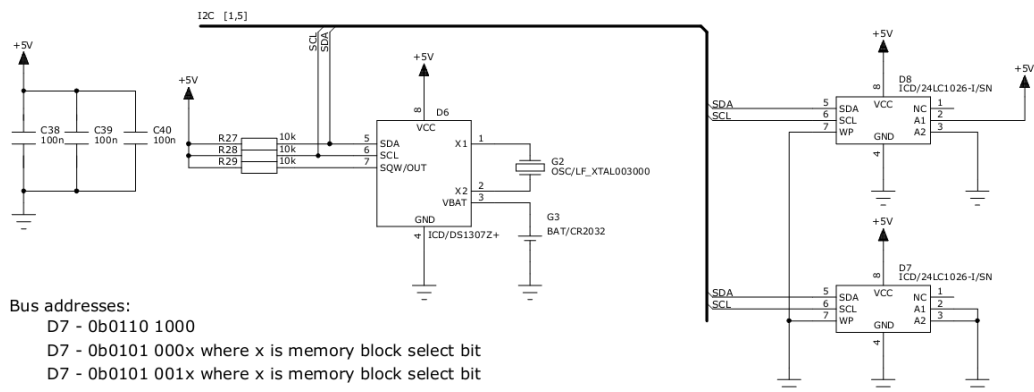 I2C [1,5]
SCL
SDA
+5V
C38
100n
C39
100n
C40
100n
+5V
R27 10k
R28 10k
R29 10k
+5V
D6
8
VCC
5 SDA
6 SCL
7 SQW/OUT
X1 1
X2 2
VBAT 3
GND
4
ICD/DS1307Z+
G2
OSC/LF_XTAL003000
G3
BAT/CR2032
+5V
D8
ICD/24LC1026-I/SN
+5V
8
VCC
SDA 5 SDA
SCL 6 SCL
7 WP
NC 1
A1 2
A2 3
GND
4
+5V
D7
ICD/24LC1026-I/SN
8
VCC
SDA 5 SDA
SCL 6 SCL
7 WP
NC 1
A1 2
A2 3
GND
4
Bus addresses:
D7 - 0b0110 1000
D7 - 0b0101 000x where x is memory block select bit
D7 - 0b0101 001x where x is memory block select bit